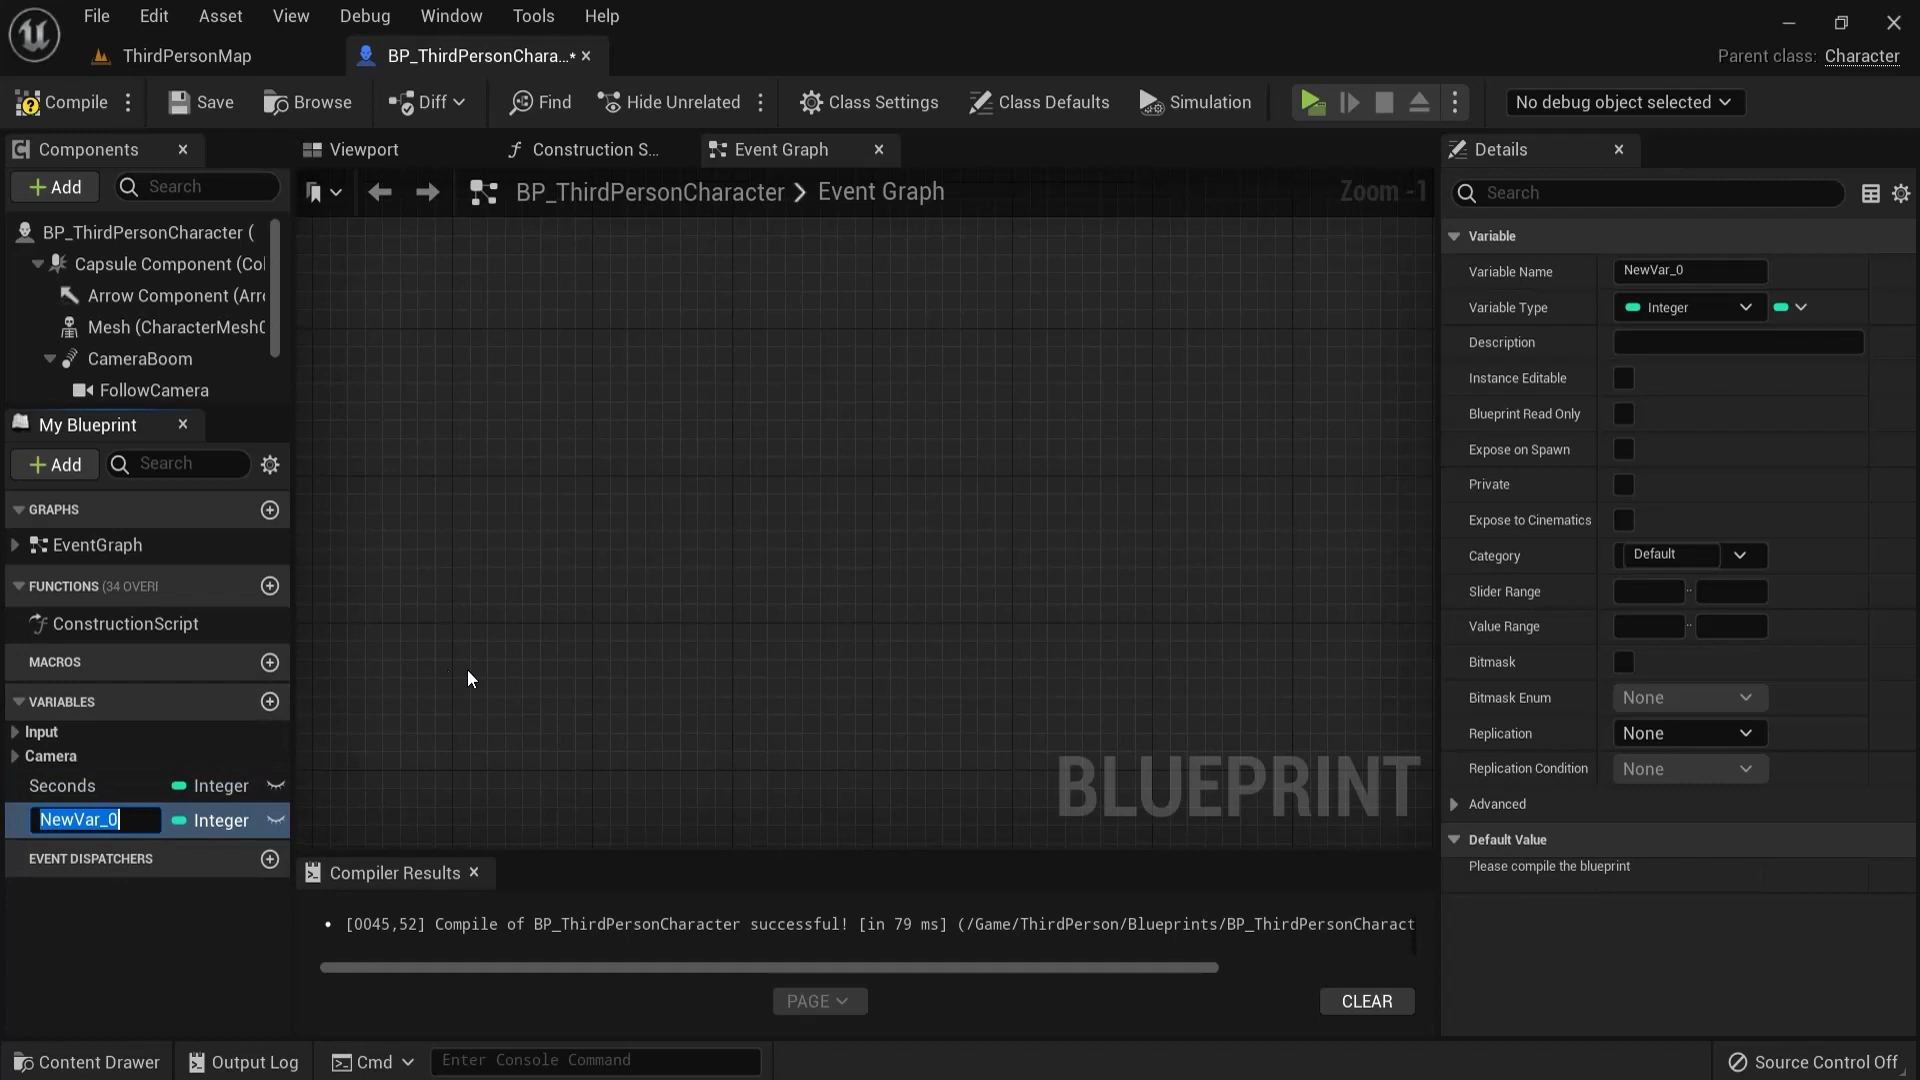 File Edit Asset View Debug Window Tools Help
ThirdPersonMap
BP_ThirdPersonChara...*
Parent class: Character
Compile
Save
Browse
Diff
Find
Hide Unrelated
Class Settings
Class Defaults
Simulation
No debug object selected
Components
Viewport
Construction S...
Event Graph
Details
Add
Search
BP_ThirdPersonCharacter > Event Graph
Zoom -1
Search
BP_ThirdPersonCharacter (
Capsule Component (Col
Arrow Component (Arro
Mesh (CharacterMesh0
CameraBoom
FollowCamera
My Blueprint
Add
Search
GRAPHS
EventGraph
FUNCTIONS (34 OVERI
ConstructionScript
MACROS
VARIABLES
Input
Camera
Seconds Integer
NewVar_0 Integer
EVENT DISPATCHERS
BLUEPRINT
Compiler Results
• [0045,52] Compile of BP_ThirdPersonCharacter successful! [in 79 ms] (/Game/ThirdPerson/Blueprints/BP_ThirdPersonCharact
PAGE
CLEAR
Variable
Variable Name NewVar_0
Variable Type Integer
Description
Instance Editable
Blueprint Read Only
Expose on Spawn
Private
Expose to Cinematics
Category Default
Slider Range ..
Value Range ..
Bitmask
Bitmask Enum None
Replication None
Replication Condition None
Advanced
Default Value
Please compile the blueprint
Content Drawer
Output Log
Cmd
Enter Console Command
Source Control Off